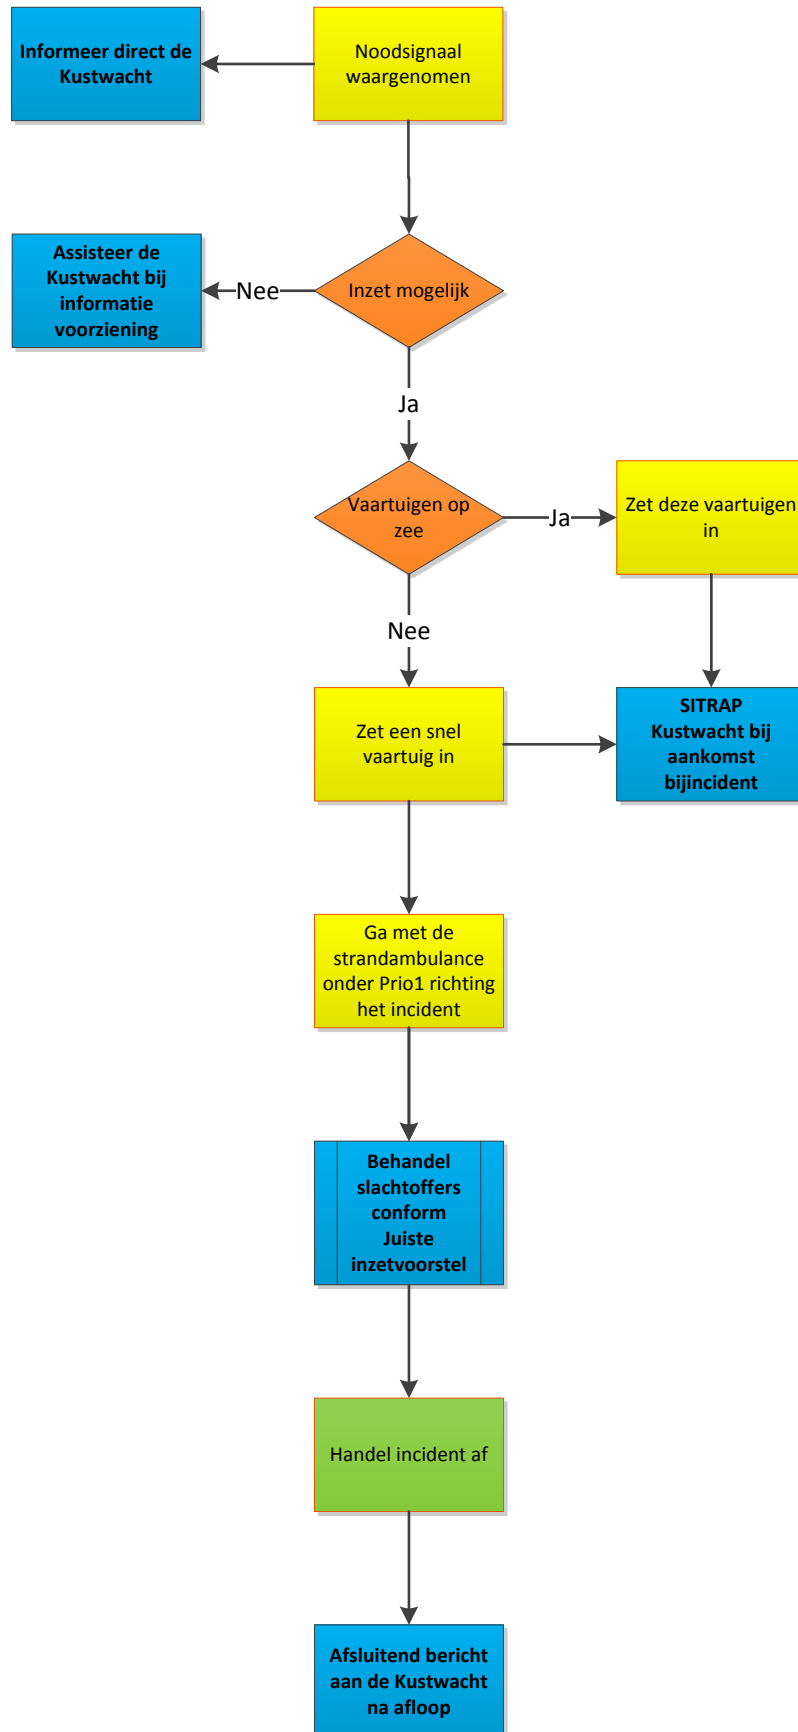 Informeer direct de
Kustwacht
Noodsignaal
waargenomen
Assisteer de
Kustwacht bij
informatie
voorziening
Nee
Inzet mogelijk
Ja
Vaartuigen op
zee
Ja
Zet deze vaartuigen
in
Nee
Zet een snel
vaartuig in
SITRAP
Kustwacht bij
aankomst
bijincident
Ga met de
strandambulance
onder Prio1 richting
het incident
Behandel
slachtoffers
conform
Juiste
inzetvoorstel
Handel incident af
Afsluitend bericht
aan de Kustwacht
na afloop